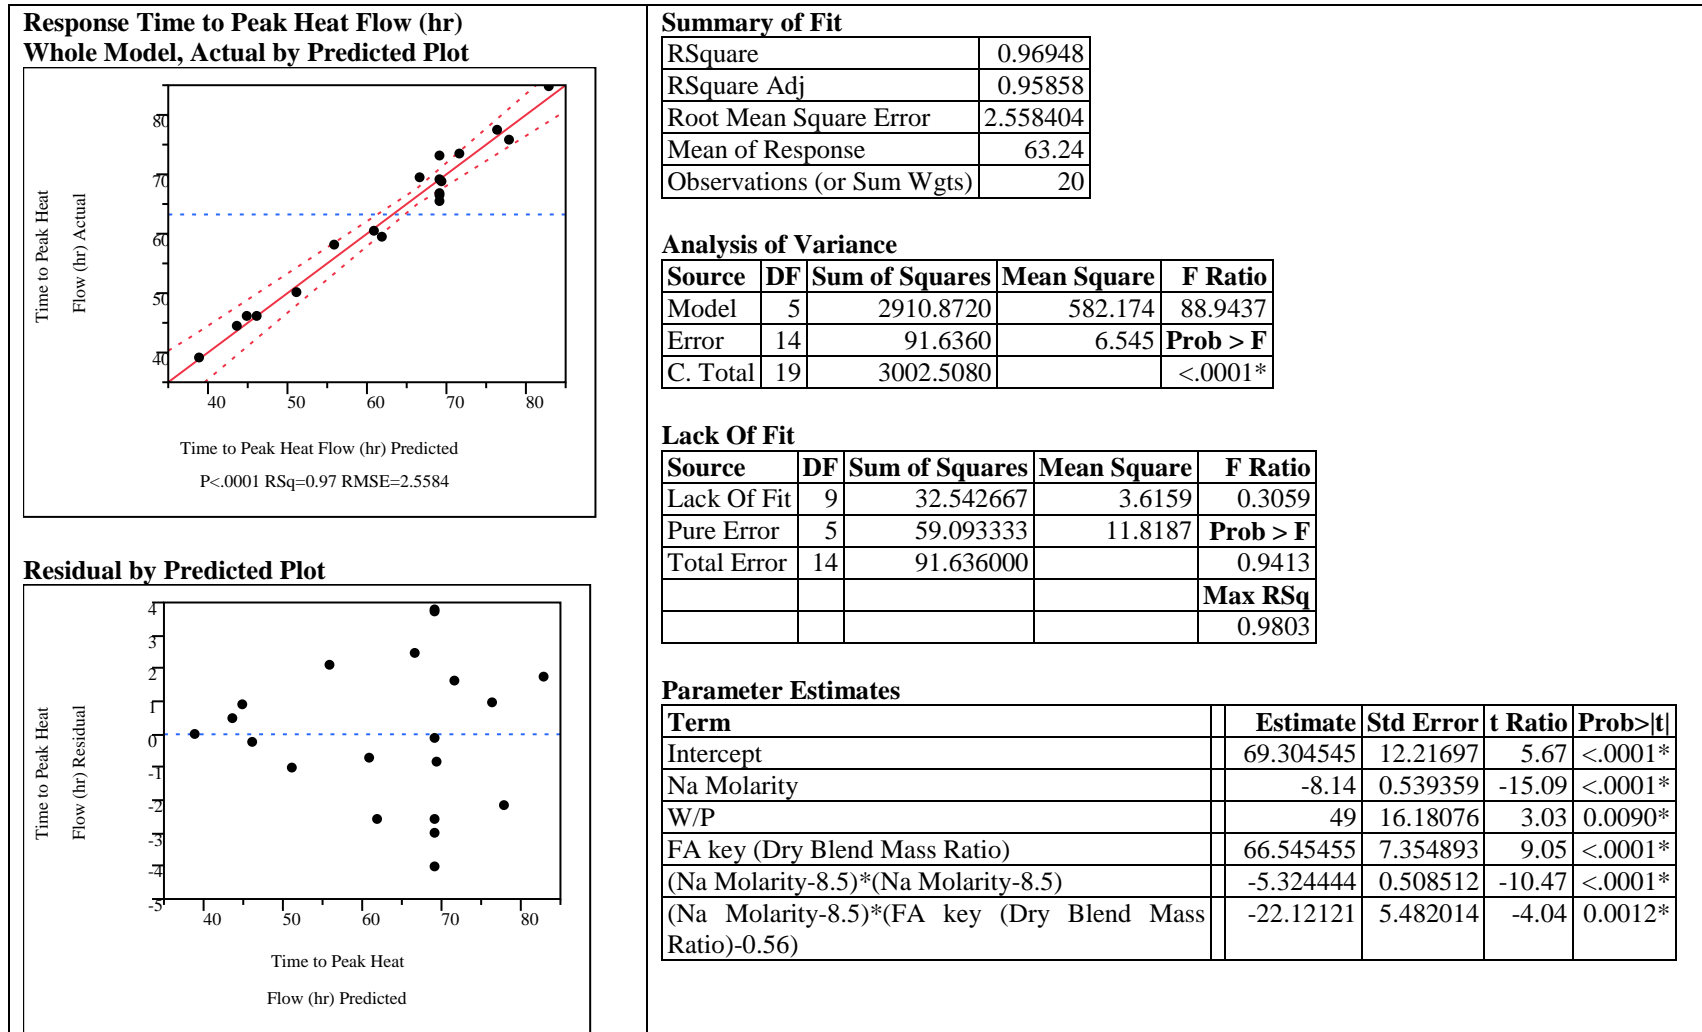 Response Time to Peak Heat Flow (hr)
Whole Model, Actual by Predicted Plot
Time to Peak Heat
Flow (hr) Actual
80
70
60
50
40
40 50 60 70 80
Time to Peak Heat Flow (hr) Predicted
P<.0001 RSq=0.97 RMSE=2.5584
Residual by Predicted Plot
Time to Peak Heat
Flow (hr) Residual
4
3
2
1
0
-1
-2
-3
-4
-5
40 50 60 70 80
Time to Peak Heat
Flow (hr) Predicted
Summary of Fit
RSquare 0.96948
RSquare Adj 0.95858
Root Mean Square Error 2.558404
Mean of Response 63.24
Observations (or Sum Wgts) 20
Analysis of Variance
Source DF Sum of Squares Mean Square F Ratio
Model 5 2910.8720 582.174 88.9437
Error 14 91.6360 6.545 Prob > F
C. Total 19 3002.5080 <.0001*
Lack Of Fit
Source DF Sum of Squares Mean Square F Ratio
Lack Of Fit 9 32.542667 3.6159 0.3059
Pure Error 5 59.093333 11.8187 Prob > F
Total Error 14 91.636000 0.9413
Max RSq
0.9803
Parameter Estimates
Term Estimate Std Error t Ratio Prob>|t|
Intercept 69.304545 12.21697 5.67 <.0001*
Na Molarity -8.14 0.539359 -15.09 <.0001*
W/P 49 16.18076 3.03 0.0090*
FA key (Dry Blend Mass Ratio) 66.545455 7.354893 9.05 <.0001*
(Na Molarity-8.5)*(Na Molarity-8.5) -5.324444 0.508512 -10.47 <.0001*
(Na Molarity-8.5)*(FA key (Dry Blend Mass -22.12121 5.482014 -4.04 0.0012*
Ratio)-0.56)